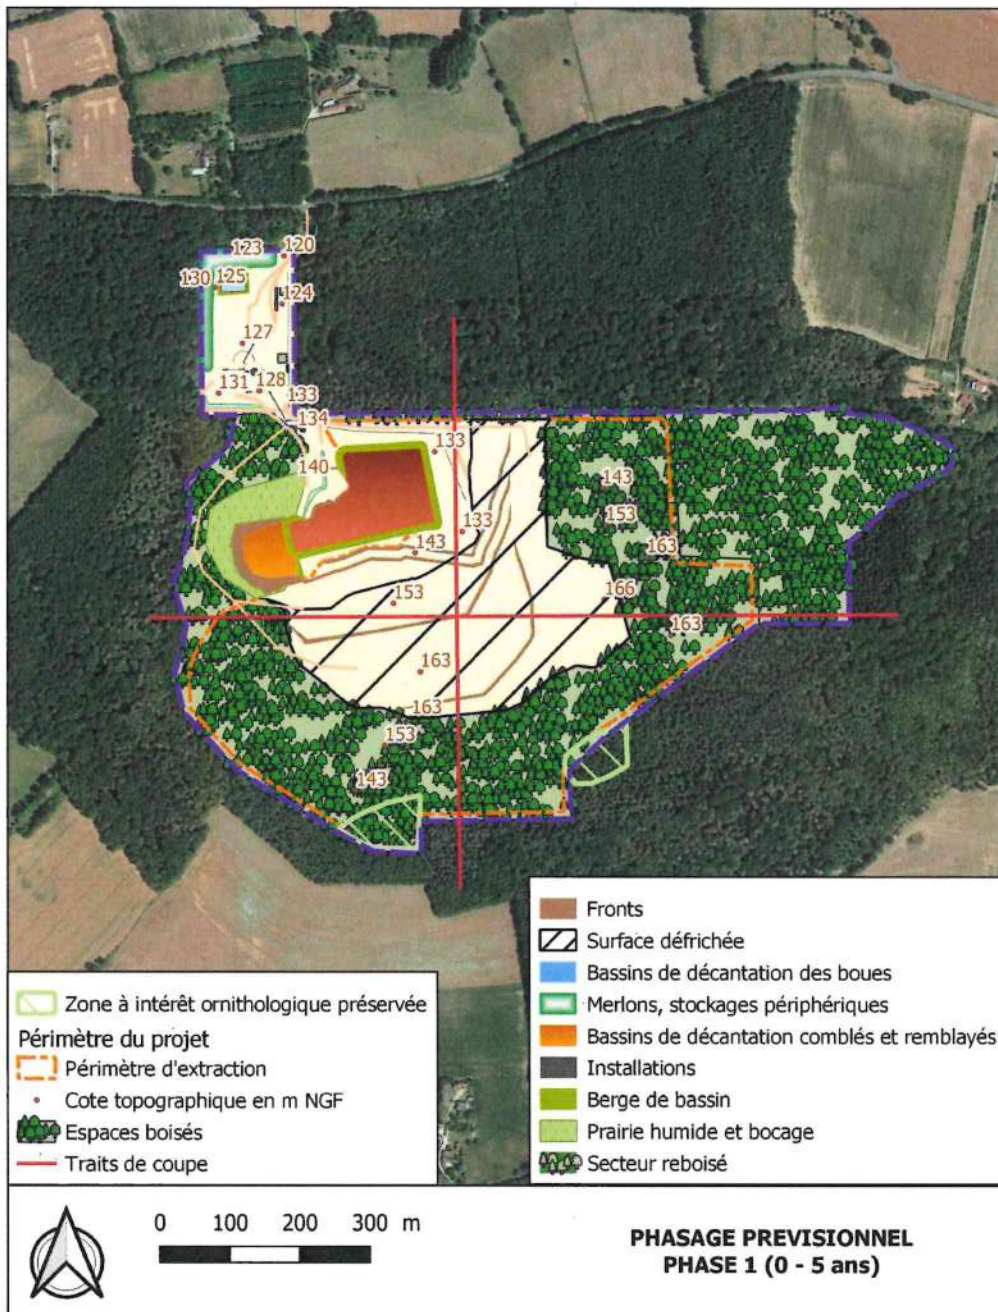 123
120
130
125
124
127
131
128
133
134
133
140
143
133
153
143
163
153
166
163
163
163
153
143
Fronts
Surface défrichée
Bassins de décantation des boues
Merlons, stockages périphériques
Bassins de décantation comblés et remblayés
Installations
Berge de bassin
Prairie humide et bocage
Secteur reboisé
Zone à intérêt ornithologique préservée
Périmètre du projet
Périmètre d'extraction
Cote topographique en m NGF
Espaces boisés
Traits de coupe
0 100 200 300 m
PHASAGE PREVISIONNEL
PHASE 1 (0 - 5 ans)